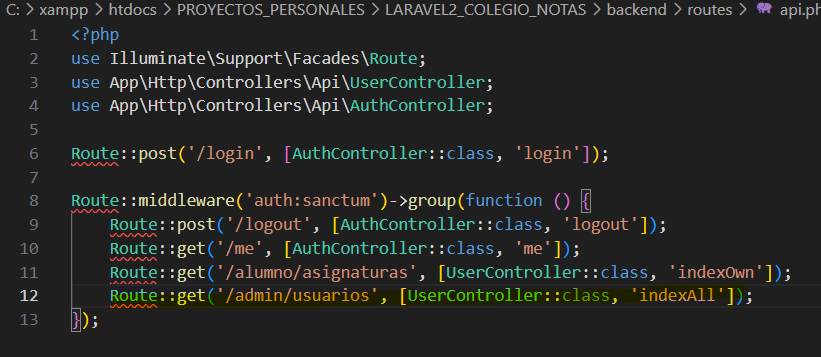 C: > xampp > htdocs > PROYECTOS_PERSONALES > LARAVEL2_COLEGIO_NOTAS > backend > routes > api.ph
1 <?php
2 use Illuminate\Support\Facades\Route;
3 use App\Http\Controllers\Api\UserController;
4 use App\Http\Controllers\Api\AuthController;
5
6 Route::post('/login', [AuthController::class, 'login']);
7
8 Route::middleware('auth:sanctum')->group(function () {
9     Route::post('/logout', [AuthController::class, 'logout']);
10     Route::get('/me', [AuthController::class, 'me']);
11     Route::get('/alumno/asignaturas', [UserController::class, 'indexOwn']);
12     Route::get('/admin/usuarios', [UserController::class, 'indexAll']);
13 });